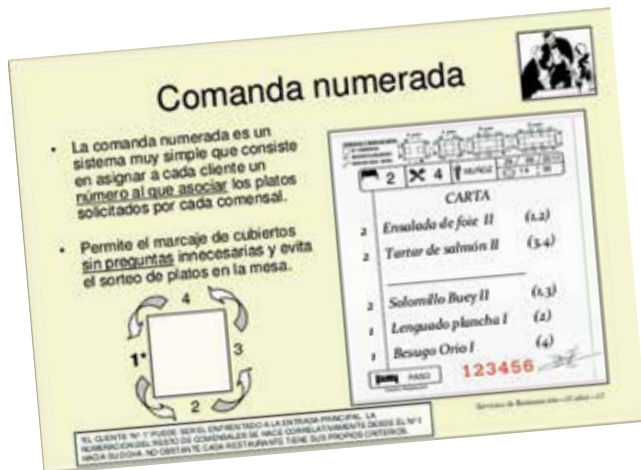 Comanda numerada
• La comanda numerada es un
sistema muy simple que consiste
en asignar a cada cliente un
número al que asociar los platos
solicitados por cada comensal.
• Permite el marcaje de cubiertos
sin preguntas innecesarias y evita
el sorteo de platos en la mesa.
4
1*
3
2
*EL CLIENTE Nº 1 PUEDE SER EL ENFRENTADO A LA ENTRADA PRINCIPAL. LA
NUMERACIÓN DEL RESTO DE COMENSALES SE HACE CORRELATIVAMENTE DESDE EL Nº 1
HACIA SU DCHA. NO OBSTANTE CADA RESTAURANTE TIENE SUS PROPIOS CRITERIOS.
2 4 MUÑOZ
CARTA
2 Ensalada de foie II (1,2)
2 Tartar de salmón II (3,4)
2 Solomillo Buey II (1,3)
1 Lenguado plancha I (2)
1 Besugo Orio I (4)
PASO 123456